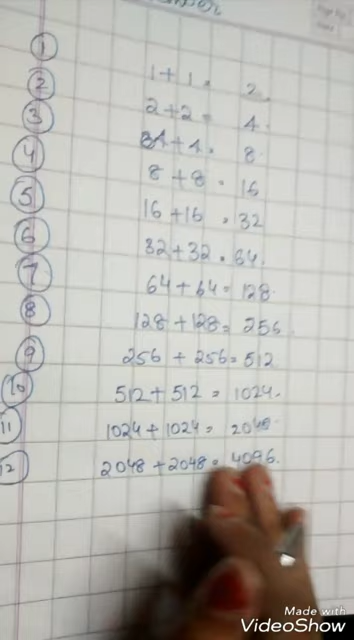 ① 1 + 1 = 2
② 2 + 2 = 4
③ 4 + 4 = 8
④ 8 + 8 = 16
⑤ 16 + 16 = 32
⑥ 32 + 32 = 64
⑦ 64 + 64 = 128
⑧ 128 + 128 = 256
⑨ 256 + 256 = 512
⑩ 512 + 512 = 1024
⑪ 1024 + 1024 = 2048
⑫ 2048 + 2048 = 4096
Made with
VideoShow